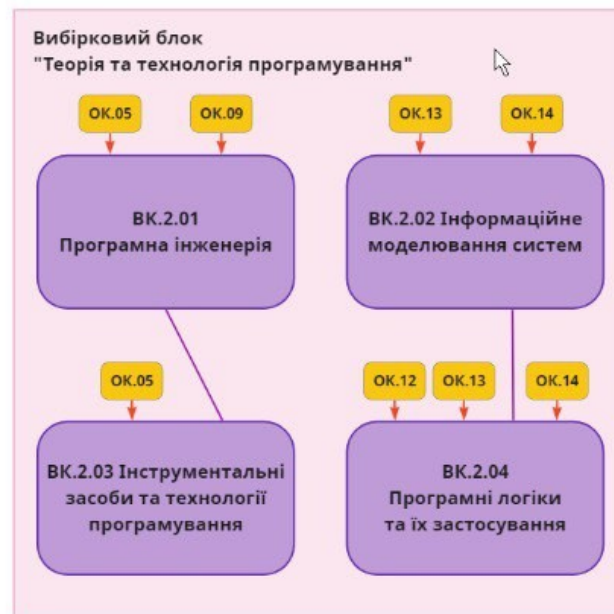 Вибірковий блок
"Теорія та технологія програмування"
ОК.05
ОК.09
ОК.13
ОК.14
ВК.2.01
Програмна інженерія
ВК.2.02 Інформаційне
моделювання систем
ОК.05
ОК.12
ОК.13
ОК.14
ВК.2.03 Інструментальні
засоби та технології
програмування
ВК.2.04
Програмні логіки
та їх застосування